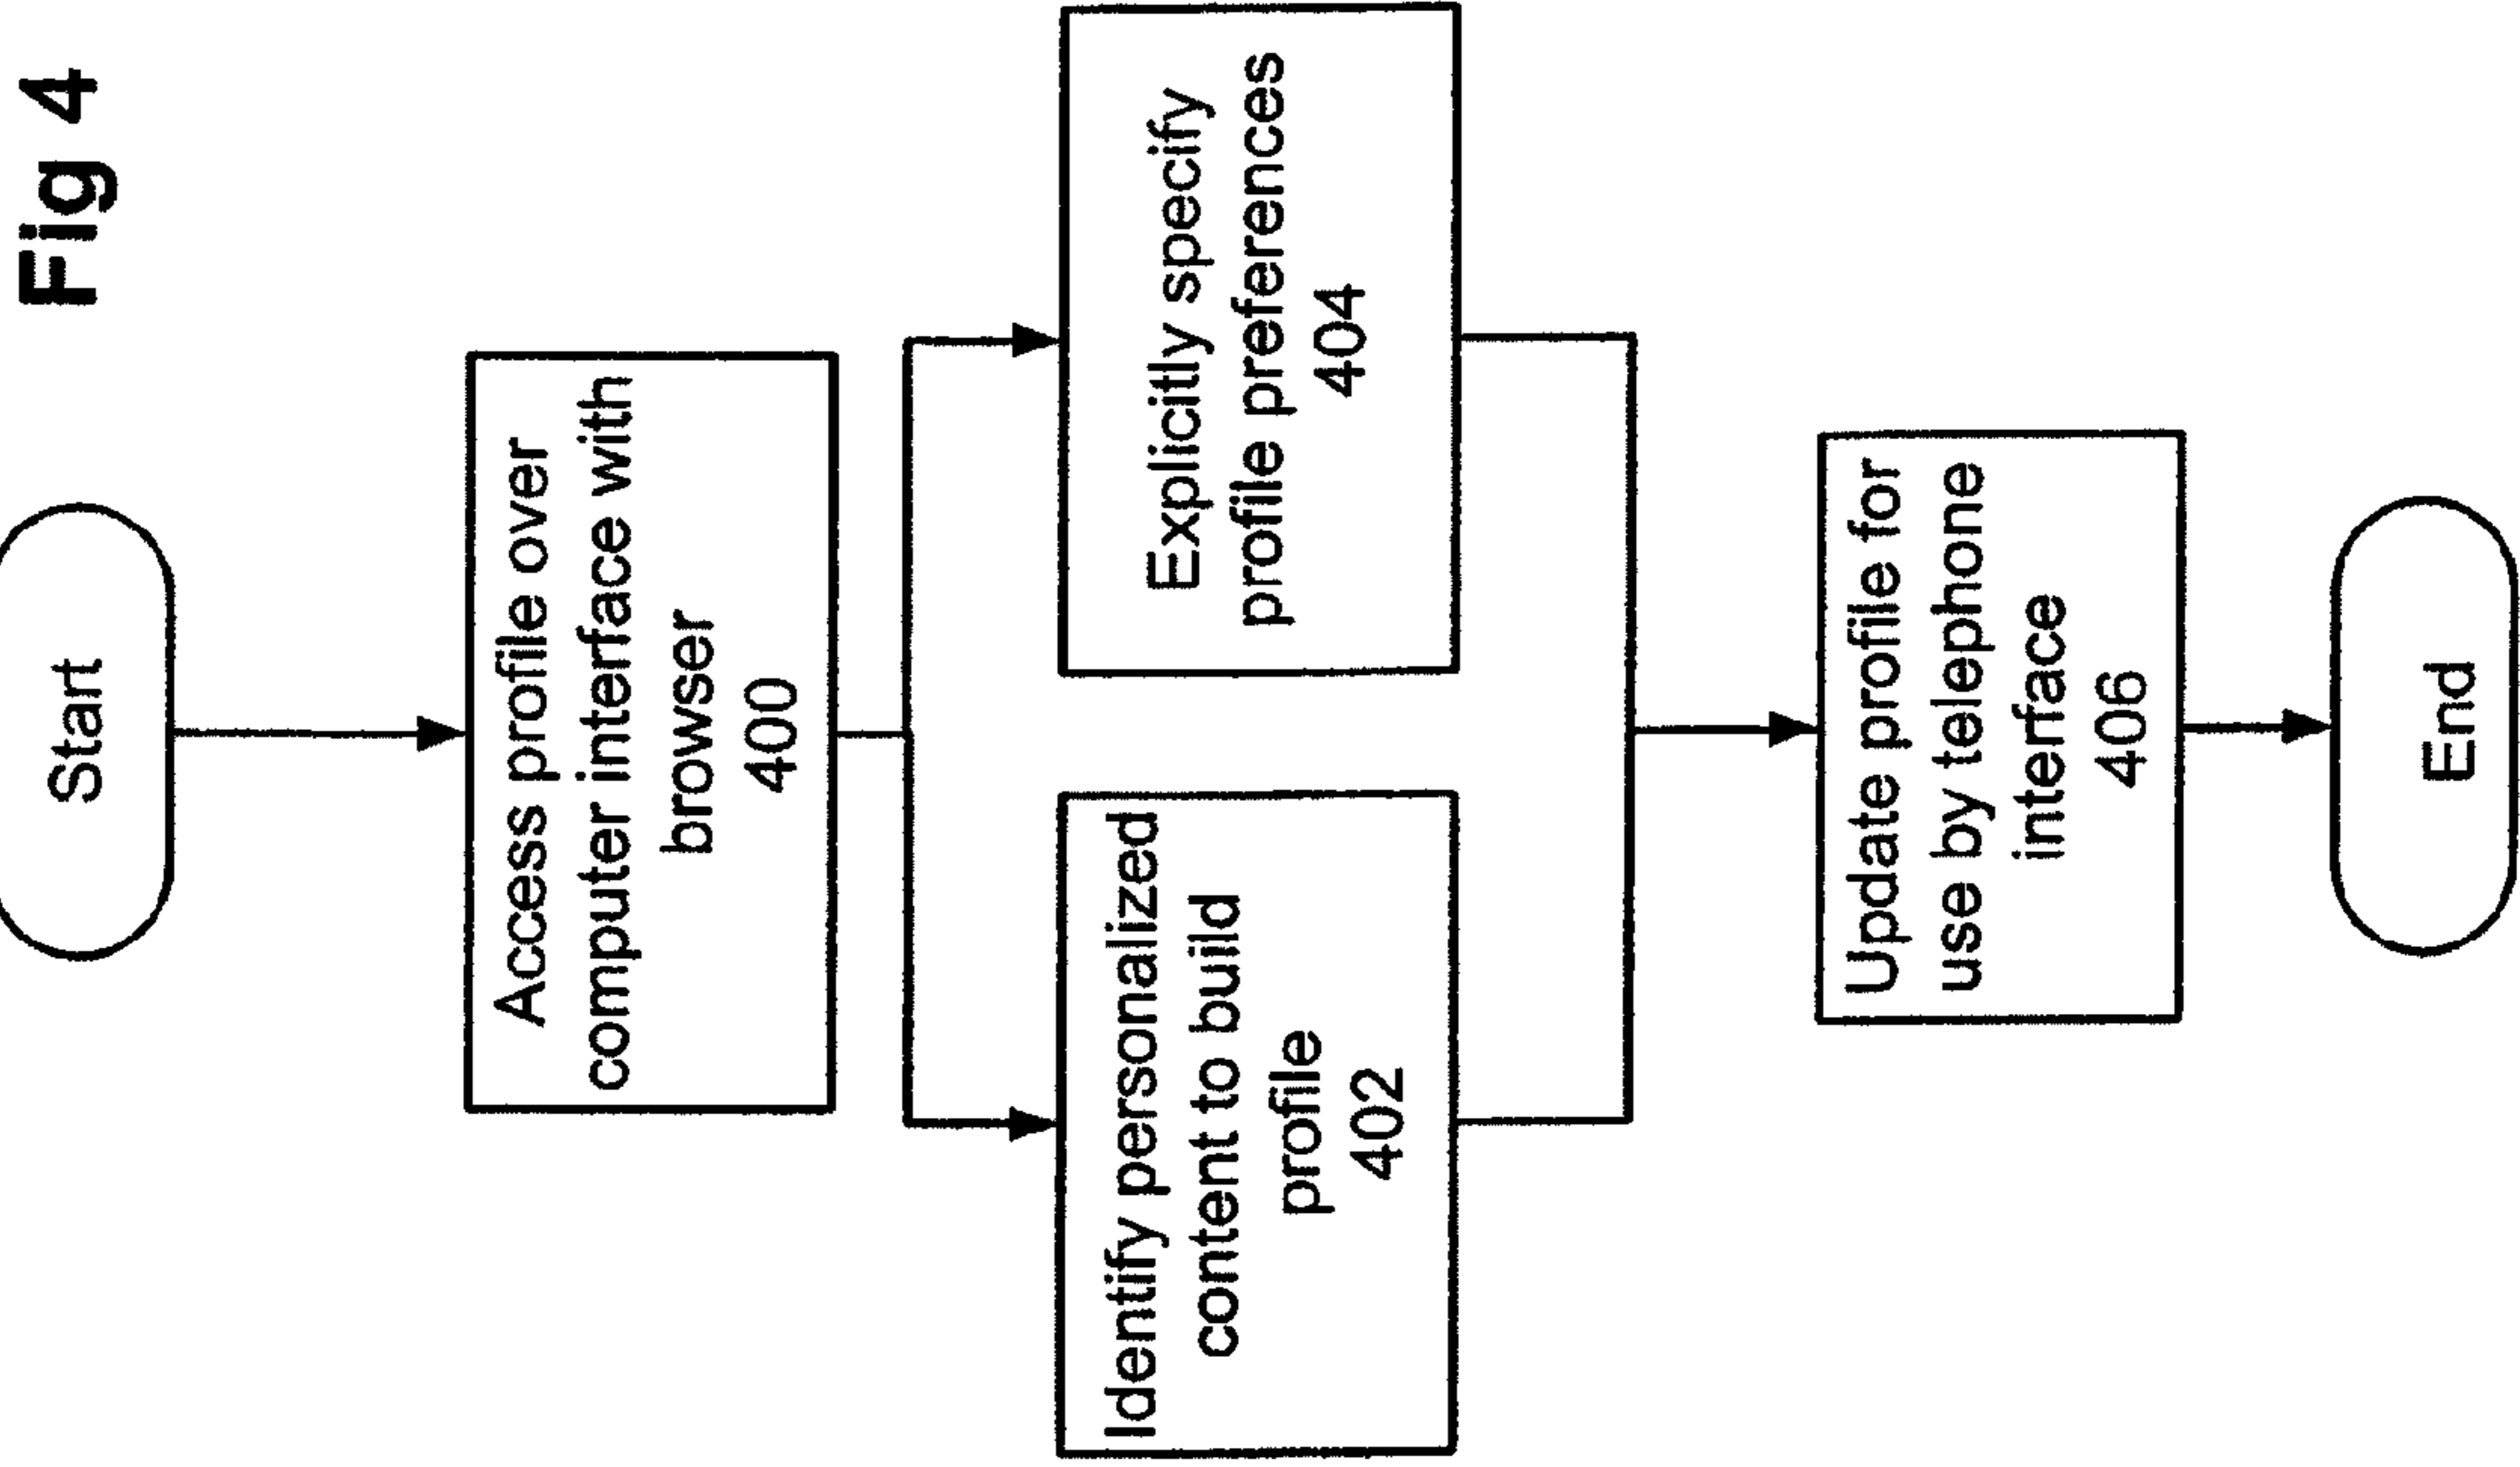 Fig 4
Start
Access profile over
computer interface with
browser
400
Identify personalized
content to build
profile
402
Explicitly specify
profile preferences
404
Update profile for
use by telephone
interface
406
End